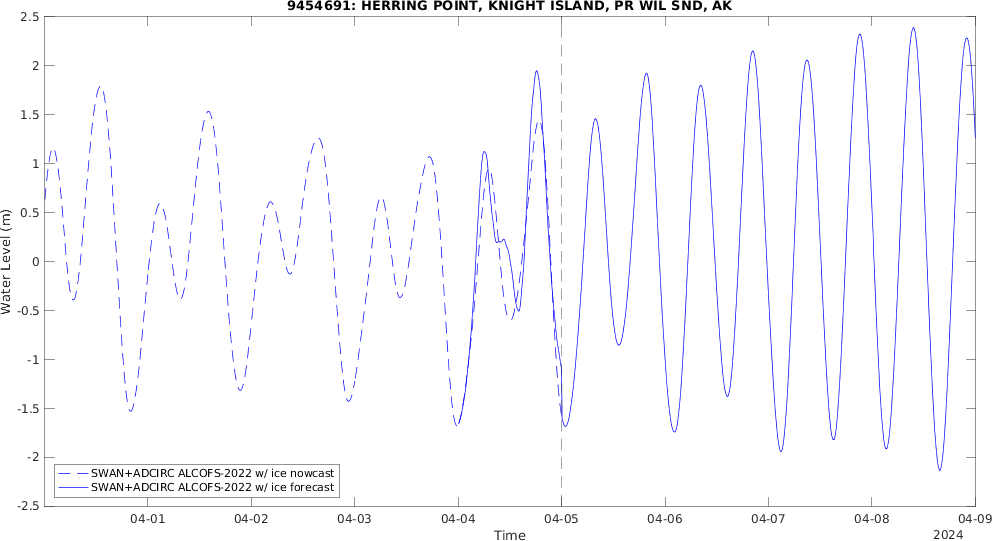 9454691: HERRING POINT, KNIGHT ISLAND, PR WIL SND, AK
2.5
2
1.5
1
0.5
0
-0.5
-1
-1.5
-2
-2.5
Water Level (m)
SWAN+ADCIRC ALCOFS-2022 w/ ice nowcast
SWAN+ADCIRC ALCOFS-2022 w/ ice forecast
04-01 04-02 04-03 04-04 04-05 04-06 04-07 04-08 04-09
Time
2024